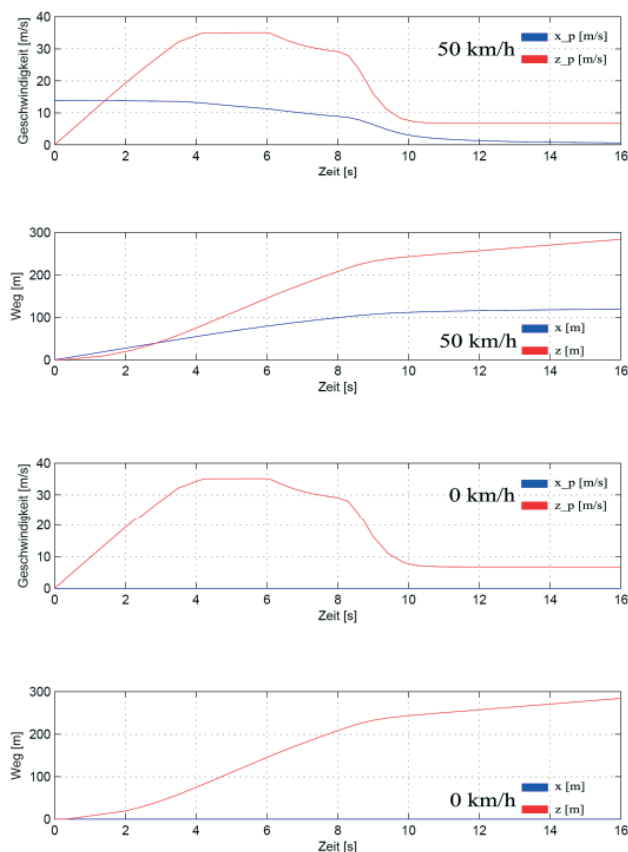 Geschwindigkeit [m/s]
40
30
20
10
0
50 km/h
x_p [m/s]
z_p [m/s]
0 2 4 6 8 10 12 14 16
Zeit [s]
Weg [m]
300
200
100
0
50 km/h
x [m]
z [m]
0 2 4 6 8 10 12 14 16
Zeit [s]
Geschwindigkeit [m/s]
40
30
20
10
0
0 km/h
x_p [m/s]
z_p [m/s]
0 2 4 6 8 10 12 14 16
Zeit [s]
Weg [m]
300
200
100
0
0 km/h
x [m]
z [m]
0 2 4 6 8 10 12 14 16
Zeit [s]